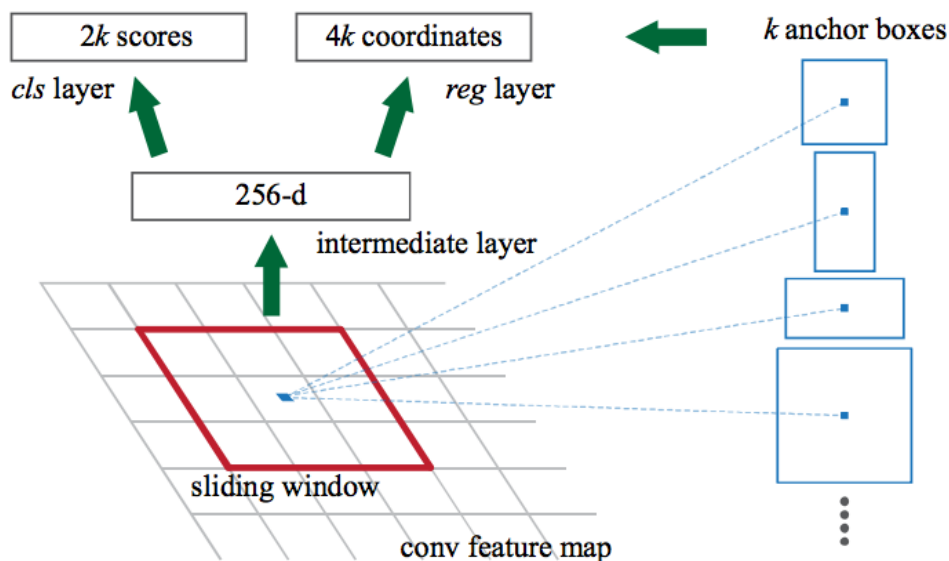 2k scores
4k coordinates
k anchor boxes
cls layer
reg layer
256-d
intermediate layer
sliding window
conv feature map